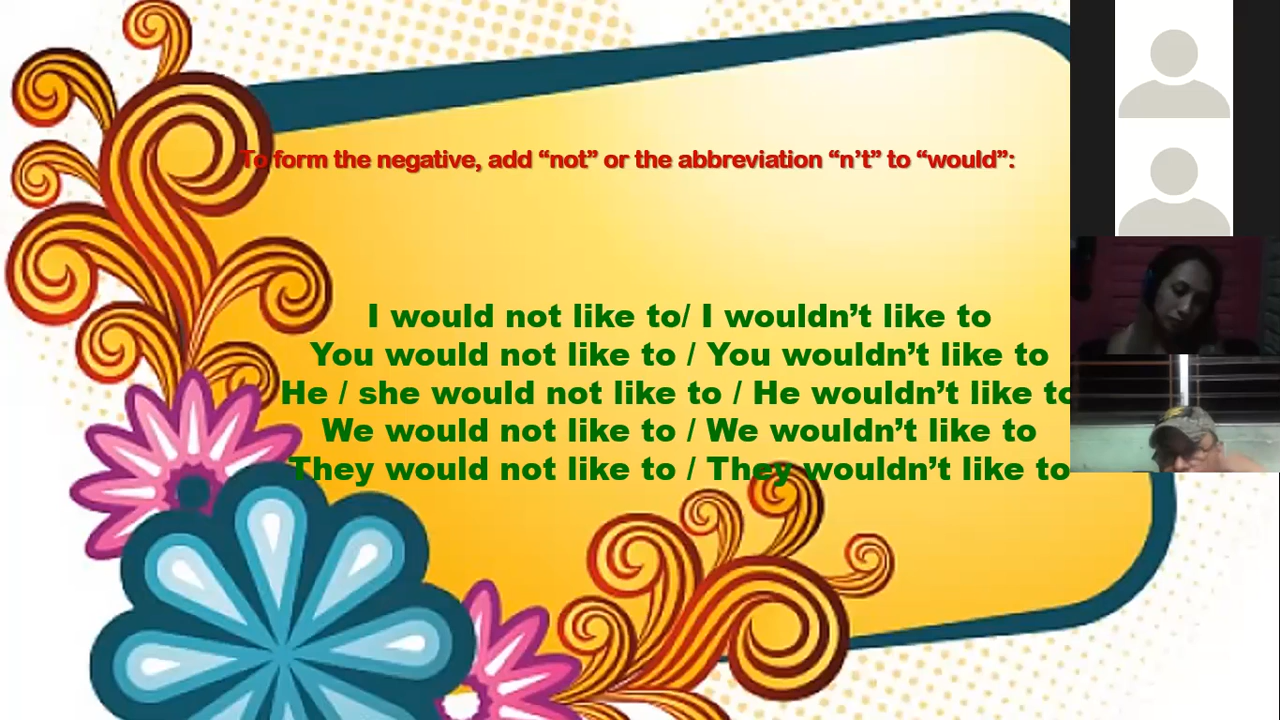 To form the negative, add “not” or the abbreviation “n’t” to “would”:
I would not like to/ I wouldn’t like to
You would not like to / You wouldn’t like to
He / she would not like to / He wouldn’t like to
We would not like to / We wouldn’t like to
They would not like to / They wouldn’t like to